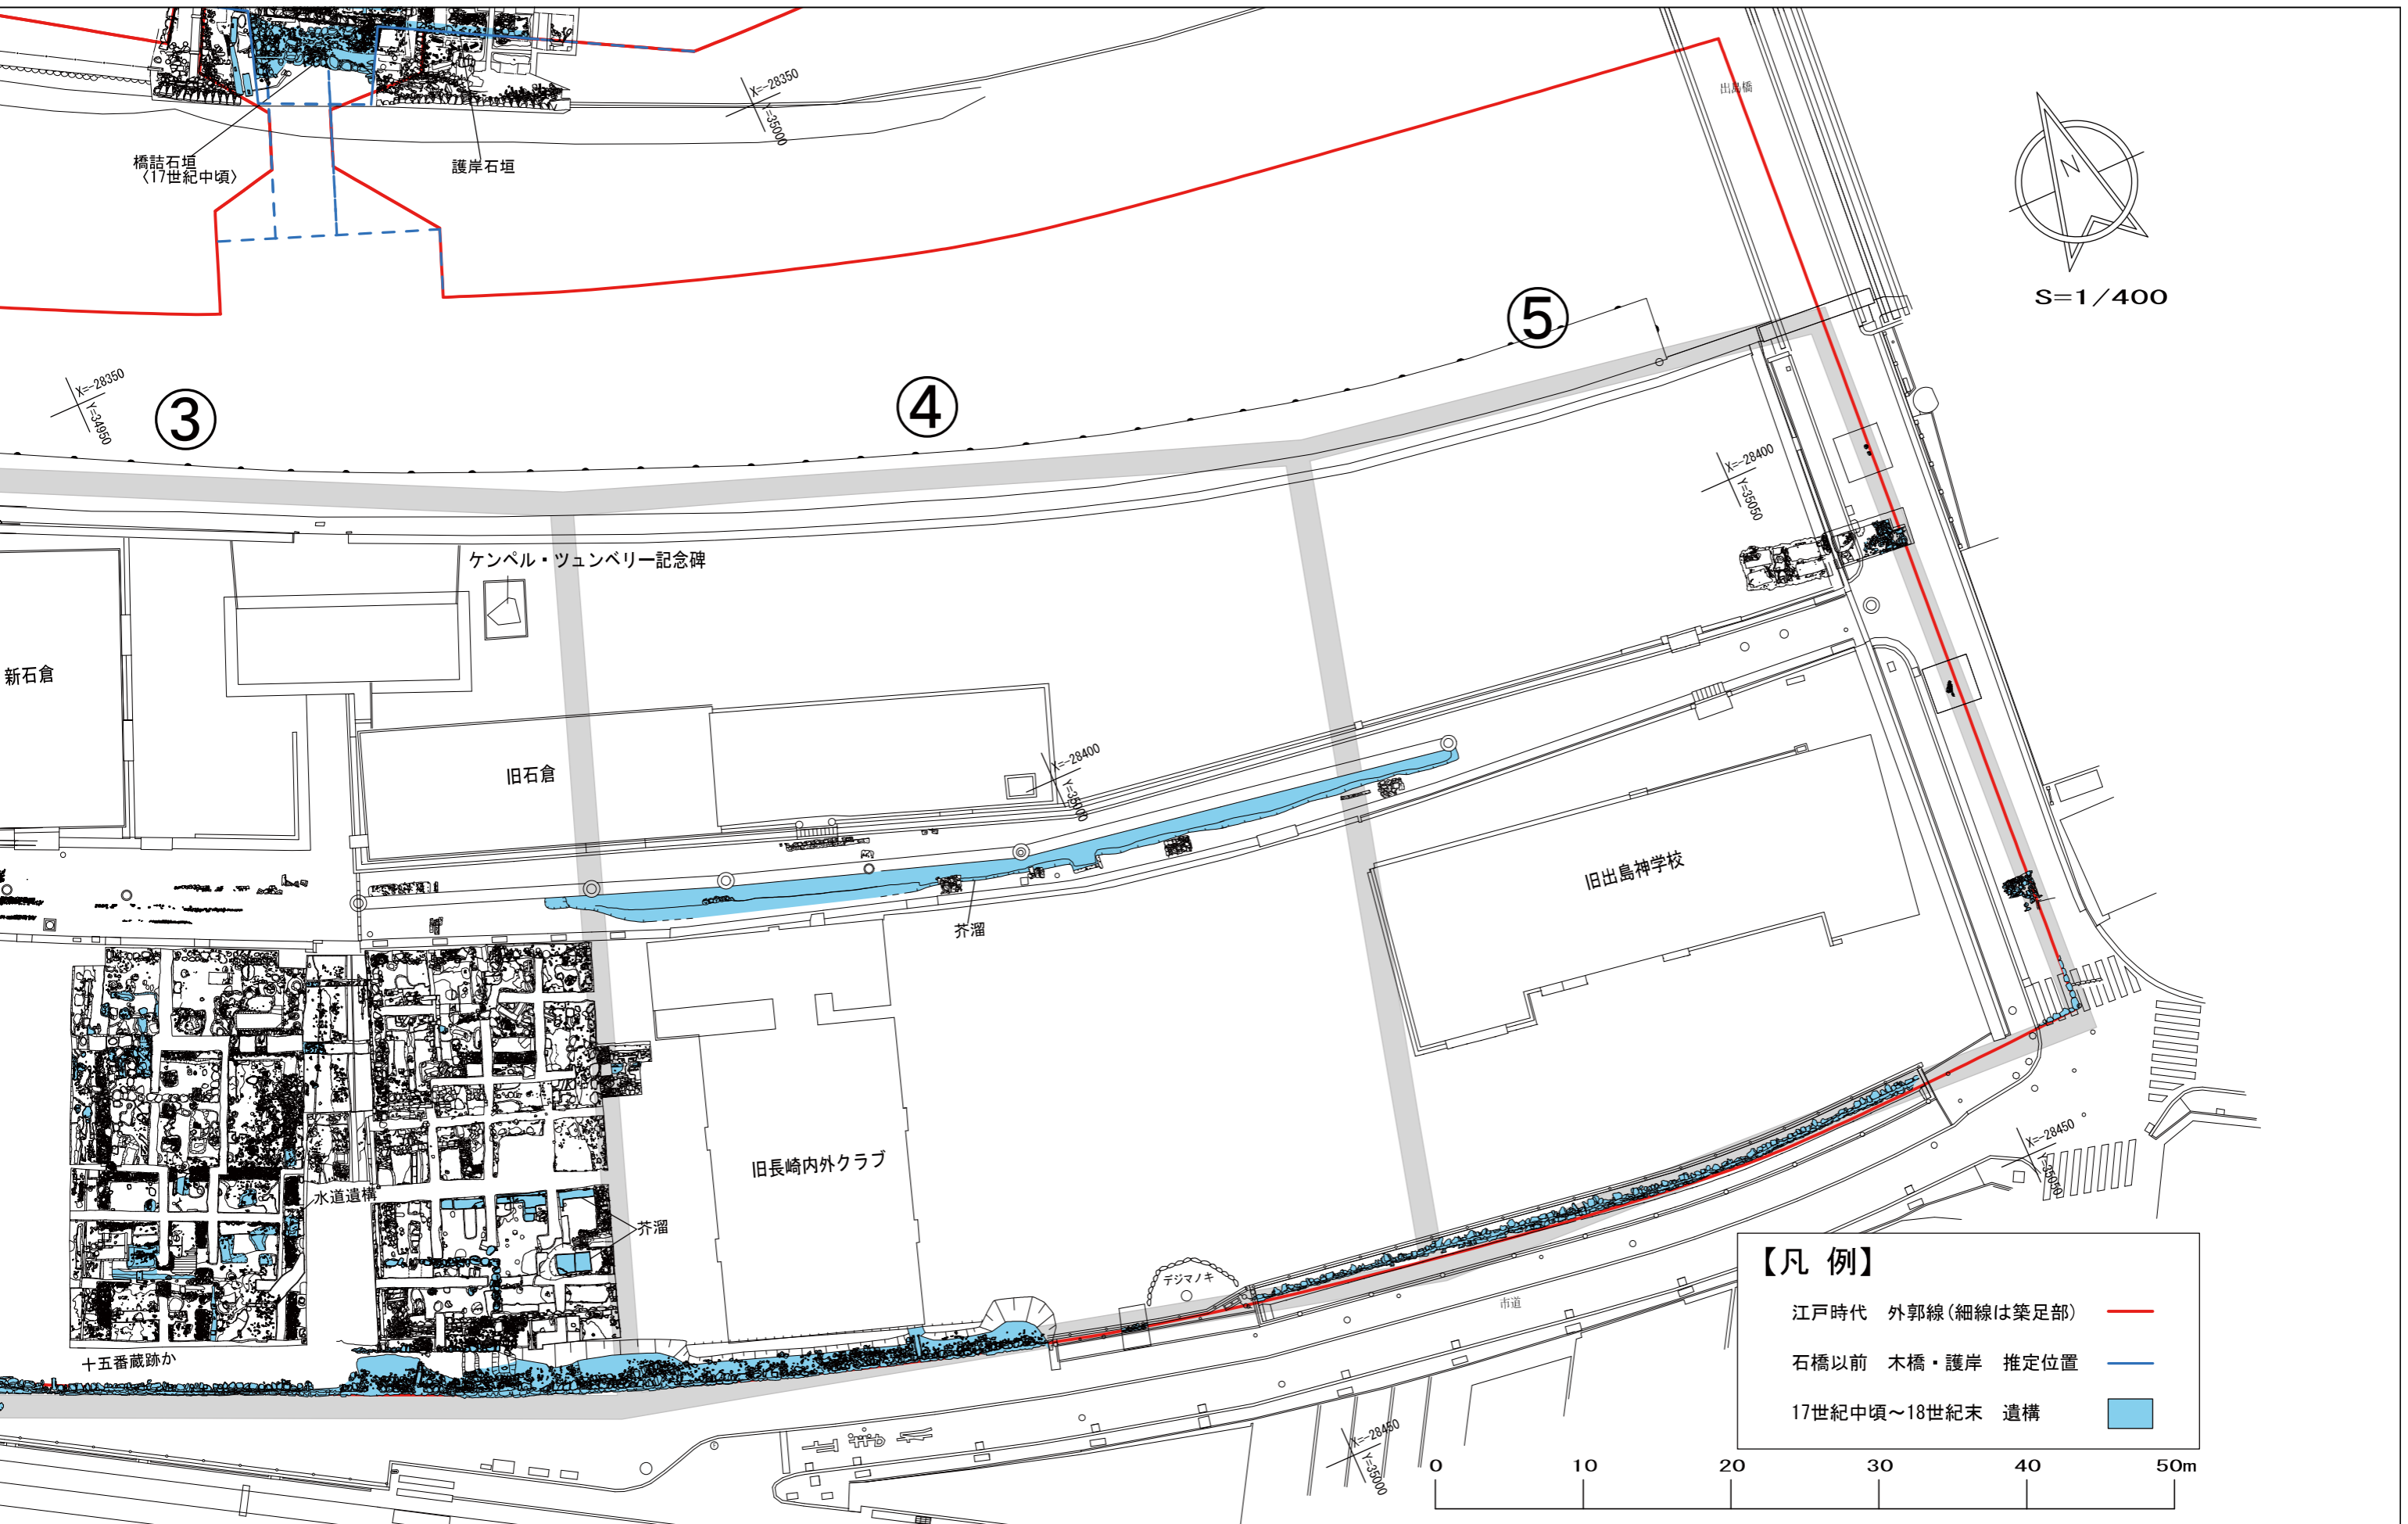 出島橋
X=-28350
Y=35000
橋詰石垣
〈17世紀中頃〉
護岸石垣
N
S=1/400
⑤
X=-28350
Y=34950
③
④
X=-28400
Y=35050
ケンペル・ツュンベリー記念碑
新石倉
旧石倉
X=-28400
Y=35000
旧出島神学校
芥溜
旧長崎内外クラブ
水道遺構
芥溜
X=-28450
Y=35050
デジマノキ
市道
十五番蔵跡か
【凡 例】
江戸時代 外郭線(細線は築足部)
石橋以前 木橋・護岸 推定位置
17世紀中頃～18世紀末 遺構
X=-28450
Y=35000
0 10 20 30 40 50m